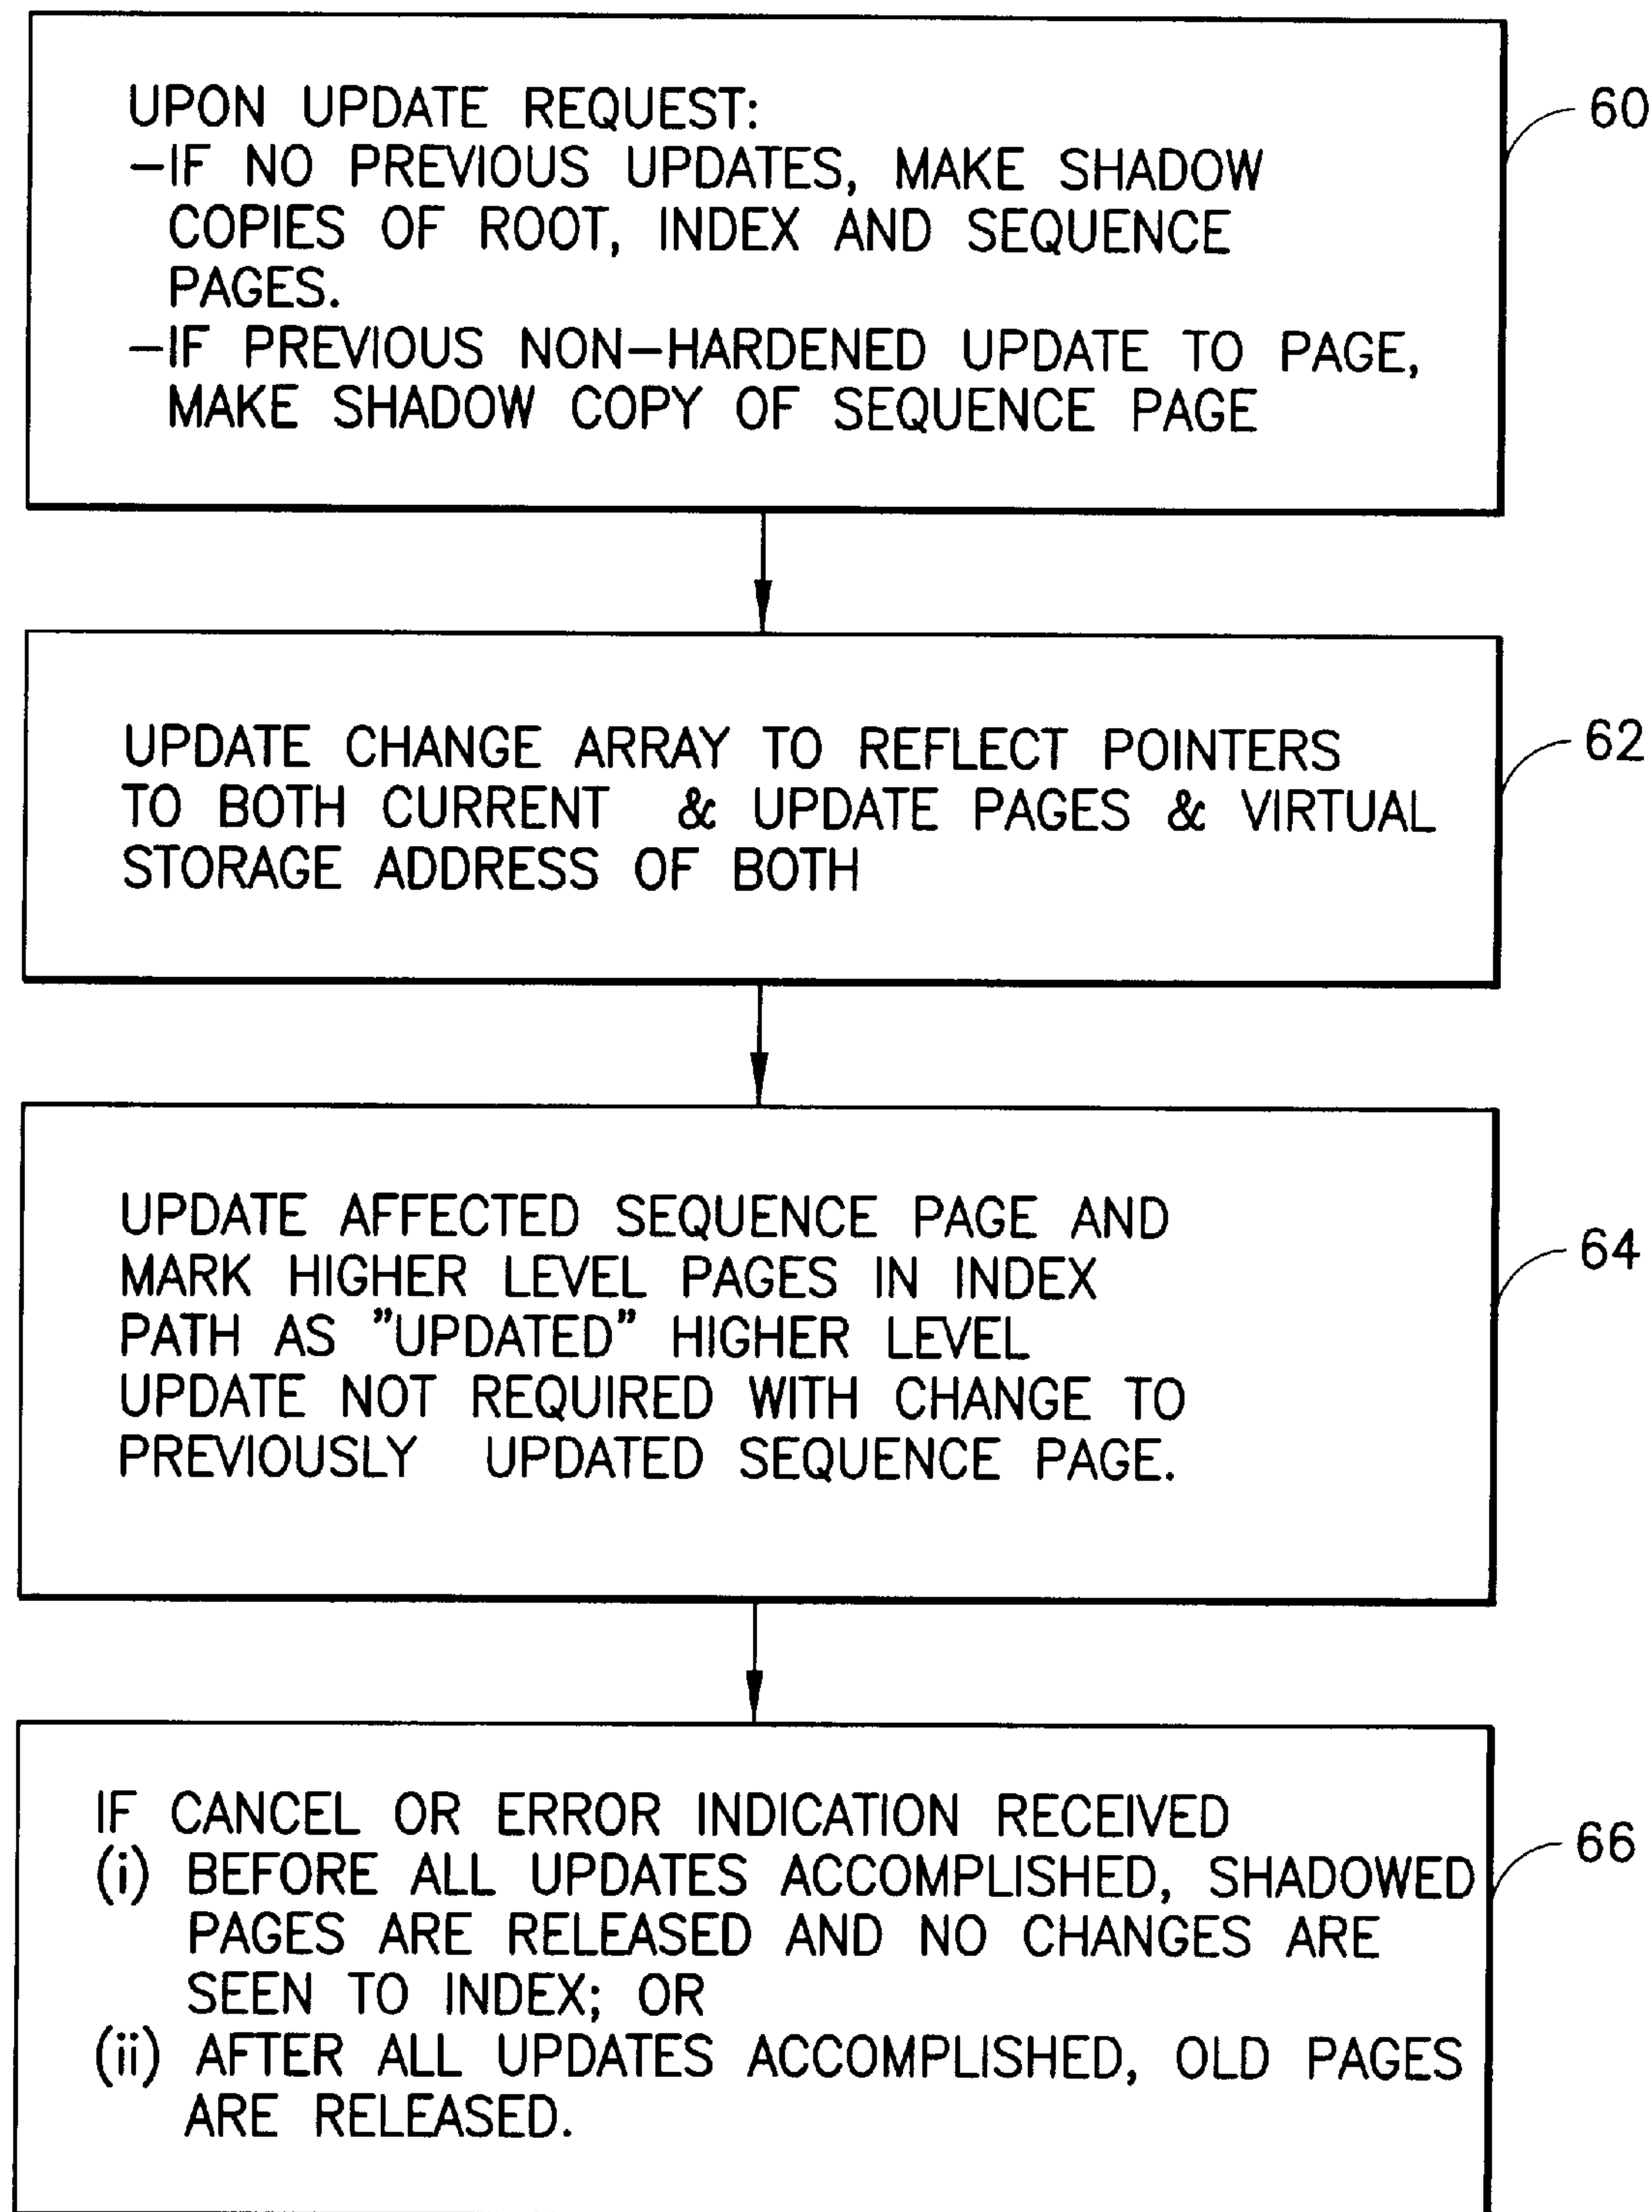 UPON UPDATE REQUEST:
-IF NO PREVIOUS UPDATES, MAKE SHADOW
COPIES OF ROOT, INDEX AND SEQUENCE
PAGES.
-IF PREVIOUS NON-HARDENED UPDATE TO PAGE,
MAKE SHADOW COPY OF SEQUENCE PAGE
60
UPDATE CHANGE ARRAY TO REFLECT POINTERS
TO BOTH CURRENT & UPDATE PAGES & VIRTUAL
STORAGE ADDRESS OF BOTH
62
UPDATE AFFECTED SEQUENCE PAGE AND
MARK HIGHER LEVEL PAGES IN INDEX
PATH AS "UPDATED" HIGHER LEVEL
UPDATE NOT REQUIRED WITH CHANGE TO
PREVIOUSLY UPDATED SEQUENCE PAGE.
64
IF CANCEL OR ERROR INDICATION RECEIVED
(i) BEFORE ALL UPDATES ACCOMPLISHED, SHADOWED
PAGES ARE RELEASED AND NO CHANGES ARE
SEEN TO INDEX; OR
(ii) AFTER ALL UPDATES ACCOMPLISHED, OLD PAGES
ARE RELEASED.
66